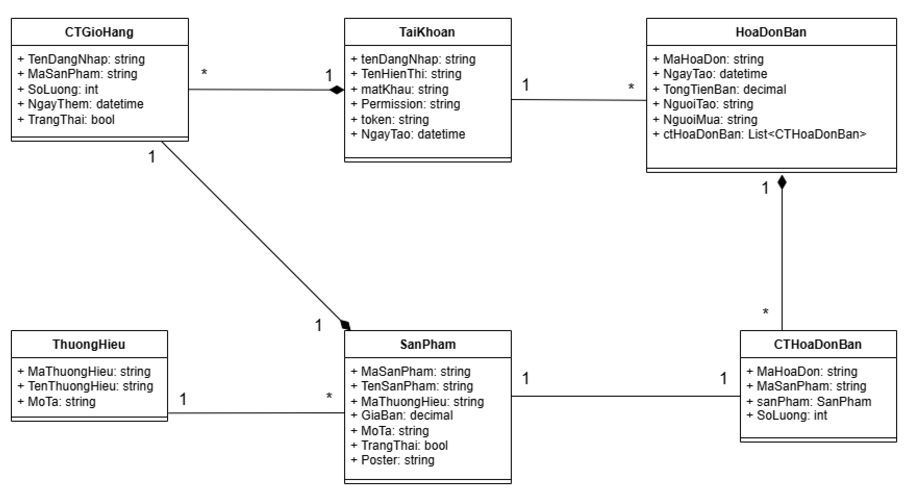 CTGioHang
+ TenDangNhap: string
+ MaSanPham: string
+ SoLuong: int
+ NgayThem: datetime
+ TrangThai: bool
*
1
TaiKhoan
+ tenDangNhap: string
+ TenHienThi: string
+ matKhau: string
+ Permission: string
+ token: string
+ NgayTao: datetime
1
*
HoaDonBan
+ MaHoaDon: string
+ NgayTao: datetime
+ TongTienBan: decimal
+ NguoiTao: string
+ NguoiMua: string
+ ctHoaDonBan: List<CTHoaDonBan>
1
1
*
1
ThuongHieu
+ MaThuongHieu: string
+ TenThuongHieu: string
+ MoTa: string
1
*
SanPham
+ MaSanPham: string
+ TenSanPham: string
+ MaThuongHieu: string
+ GiaBan: decimal
+ MoTa: string
+ TrangThai: bool
+ Poster: string
1
1
CTHoaDonBan
+ MaHoaDon: string
+ MaSanPham: string
+ sanPham: SanPham
+ SoLuong: int